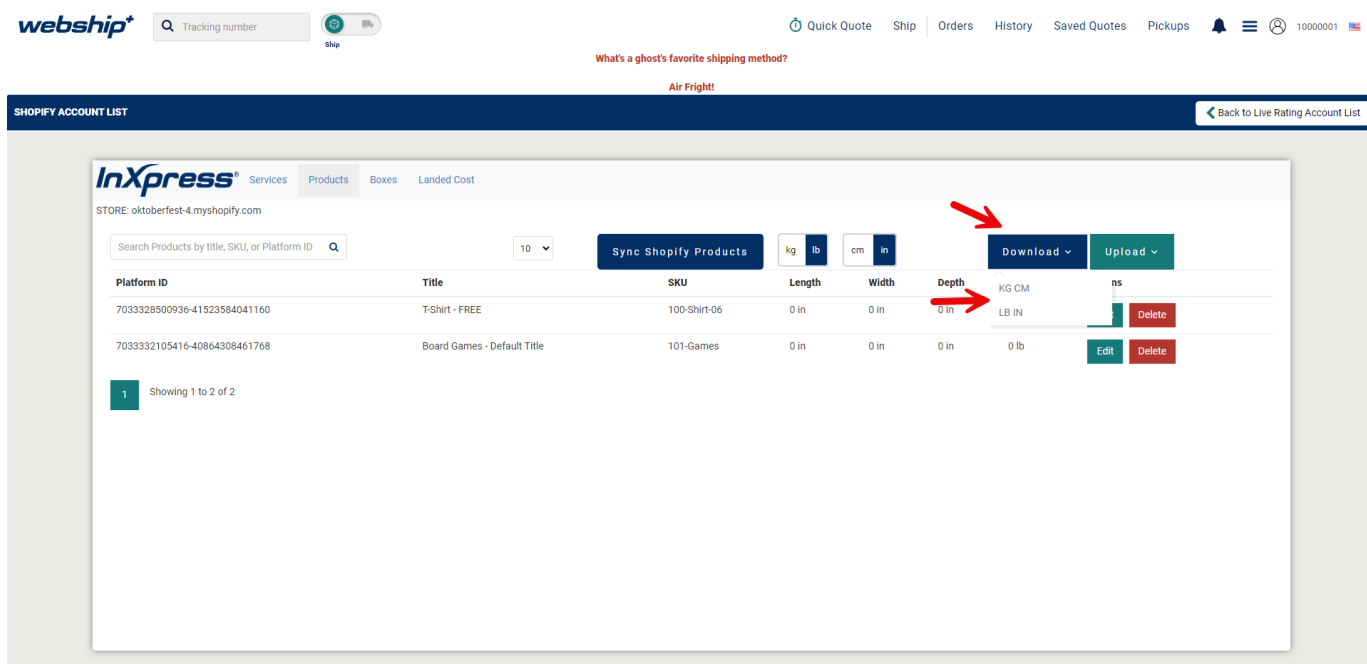 webship+ Tracking number Quick Quote Ship Orders History Saved Quotes Pickups 10000001
Ship
What's a ghost's favorite shipping method?
Air Fright!
SHOPIFY ACCOUNT LIST Back to Live Rating Account List
InXpress® Services Products Boxes Landed Cost
STORE: oktoberfest-4.myshopify.com
Search Products by title, SKU, or Platform ID 10 Sync Shopify Products kg lb cm in Download Upload
Platform ID Title SKU Length Width Depth ns
KG CM
7033328500936-41523584041160 T-Shirt - FREE 100-Shirt-06 0 in 0 in 0 in LB IN Delete
7033332105416-40864308461768 Board Games - Default Title 101-Games 0 in 0 in 0 in 0 lb Edit Delete
1 Showing 1 to 2 of 2